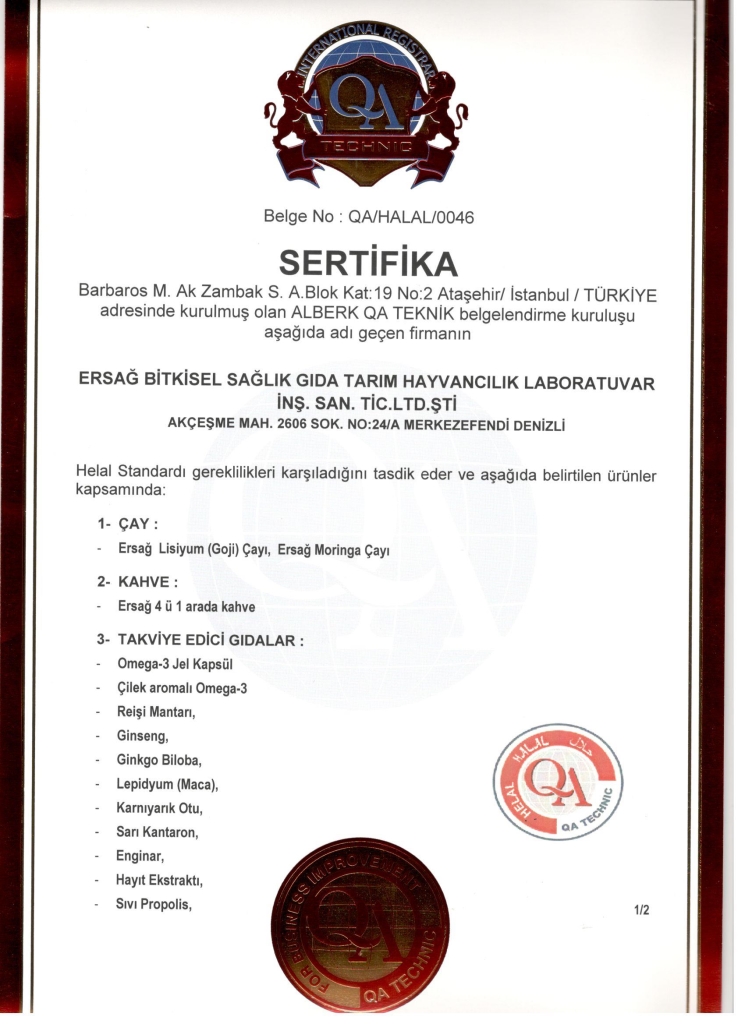 INTERNATIONAL REGISTRAR
QA
TECHNIC
Belge No : QA/HALAL/0046
SERTİFİKA
Barbaros M. Ak Zambak S. A.Blok Kat:19 No:2 Ataşehir/ İstanbul / TÜRKİYE
adresinde kurulmuş olan ALBERK QA TEKNİK belgelendirme kuruluşu
aşağıda adı geçen firmanın
ERSAĞ BİTKİSEL SAĞLIK GIDA TARIM HAYVANCILIK LABORATUVAR
İNŞ. SAN. TİC.LTD.ŞTİ
AKÇEŞME MAH. 2606 SOK. NO:24/A MERKEZEFENDİ DENİZLİ
Helal Standardı gereklilikleri karşıladığını tasdik eder ve aşağıda belirtilen ürünler
kapsamında:
1- ÇAY :
- Ersağ Lisiyum (Goji) Çayı, Ersağ Moringa Çayı
2- KAHVE :
- Ersağ 4 ü 1 arada kahve
3- TAKVİYE EDİCİ GIDALAR :
- Omega-3 Jel Kapsül
- Çilek aromalı Omega-3
- Reişi Mantarı,
- Ginseng,
- Ginkgo Biloba,
- Lepidyum (Maca),
- Karnıyarık Otu,
- Sarı Kantaron,
- Enginar,
- Hayıt Ekstraktı,
- Sıvı Propolis,
HELAL HALAL حلال
QA
QA TECHNIC
FOR BUSINESS IMPROVEMENT
QA
QA TECHNIC
1/2